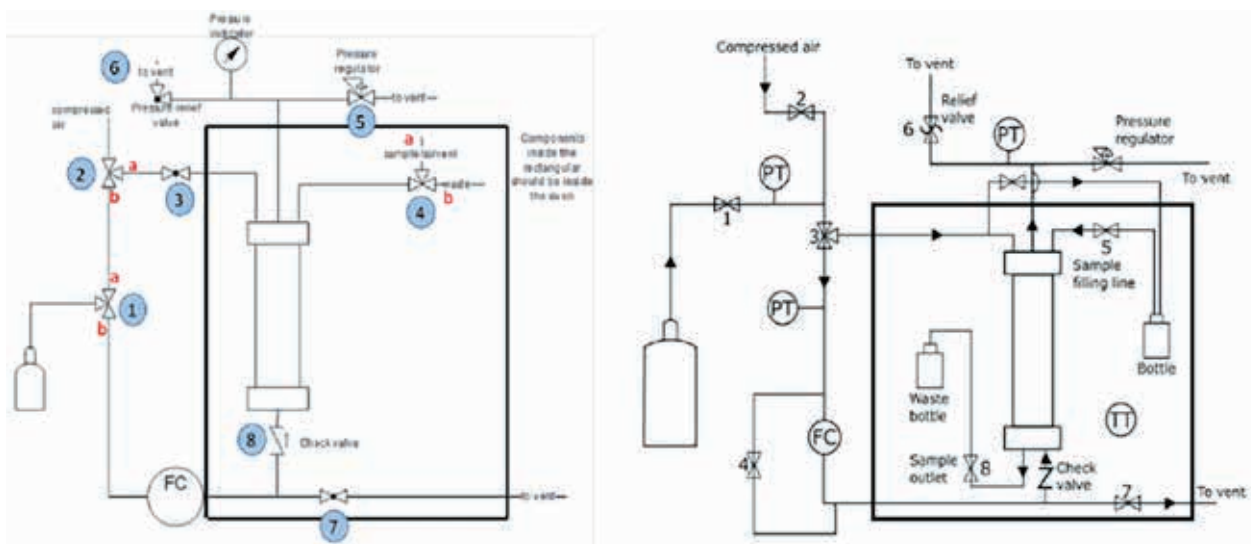 Pressure
indicator
6
to vent
Pressure relief
valve
compressed
air
Pressure
regulator
to vent
5
2
a
b
3
a
sample/solvent
waste
b
4
Components
inside the
rectangular
should be inside
the oven
a
1
b
8
Check valve
FC
7
to vent
Compressed air
2
To vent
Relief
valve
6
PT
Pressure
regulator
To vent
PT
1
3
5
Sample
filling line
PT
Bottle
Waste
bottle
TT
FC
4
Sample
outlet
8
Check
valve
7
To vent